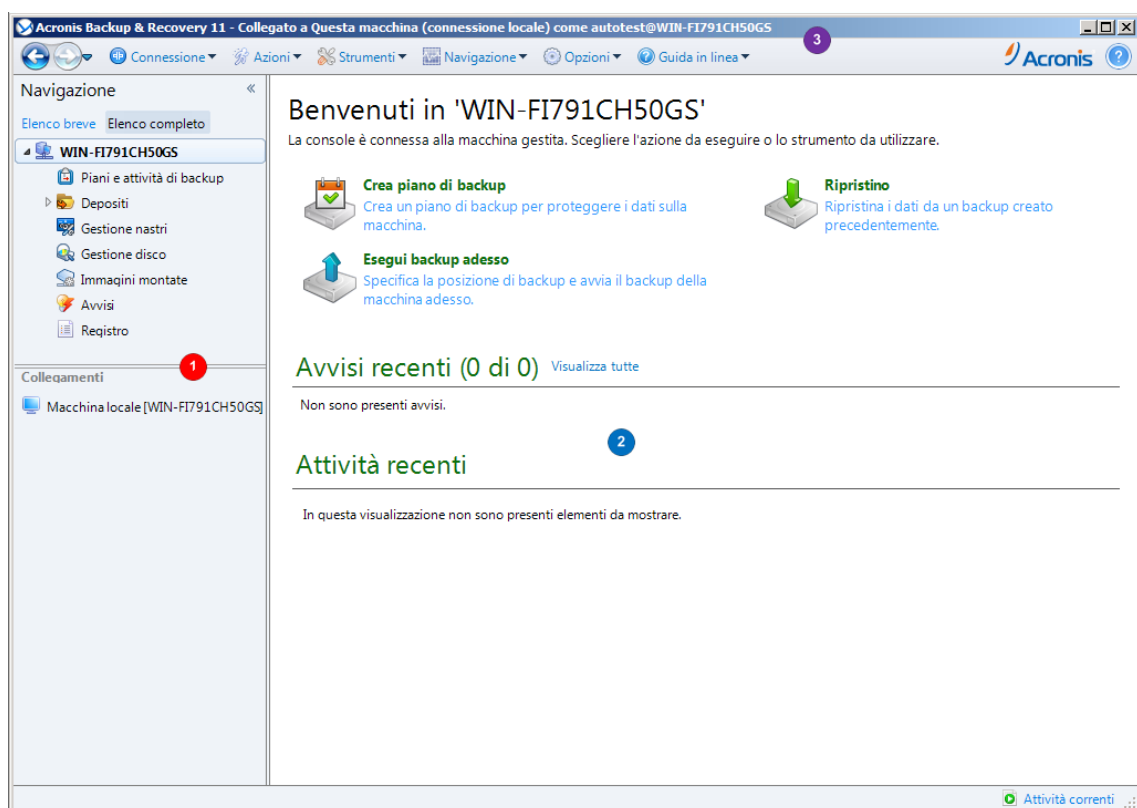 Acronis Backup & Recovery 11 - Collegato a Questa macchina (connessione locale) come autotest@WIN-FI791CH50GS
3
Connessione Azioni Strumenti Navigazione Opzioni Guida in linea
Acronis ?
Navigazione «
Elenco breve Elenco completo
WIN-FI791CH50GS
Piani e attività di backup
Depositi
Gestione nastri
Gestione disco
Immagini montate
Avvisi
Registro
1
Collegamenti
Macchina locale [WIN-FI791CH50GS]
Benvenuti in 'WIN-FI791CH50GS'
La console è connessa alla macchina gestita. Scegliere l'azione da eseguire o lo strumento da utilizzare.
Crea piano di backup
Crea un piano di backup per proteggere i dati sulla
macchina.
Ripristino
Ripristina i dati da un backup creato
precedentemente.
Esegui backup adesso
Specifica la posizione di backup e avvia il backup della
macchina adesso.
Avvisi recenti (0 di 0) Visualizza tutte
Non sono presenti avvisi.
2
Attività recenti
In questa visualizzazione non sono presenti elementi da mostrare.
Attività correnti